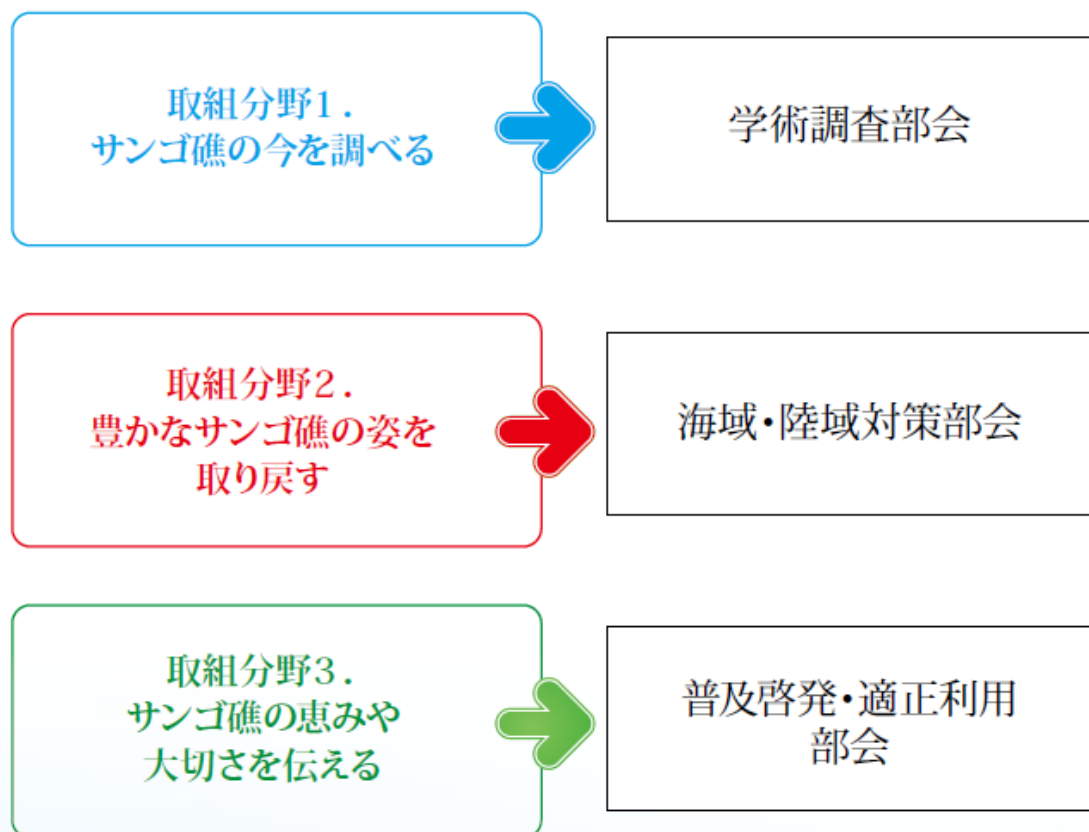 取組分野1.
サンゴ礁の今を調べる
学術調査部会
取組分野2.
豊かなサンゴ礁の姿を
取り戻す
海域・陸域対策部会
取組分野3.
サンゴ礁の恵みや
大切さを伝える
普及啓発・適正利用
部会